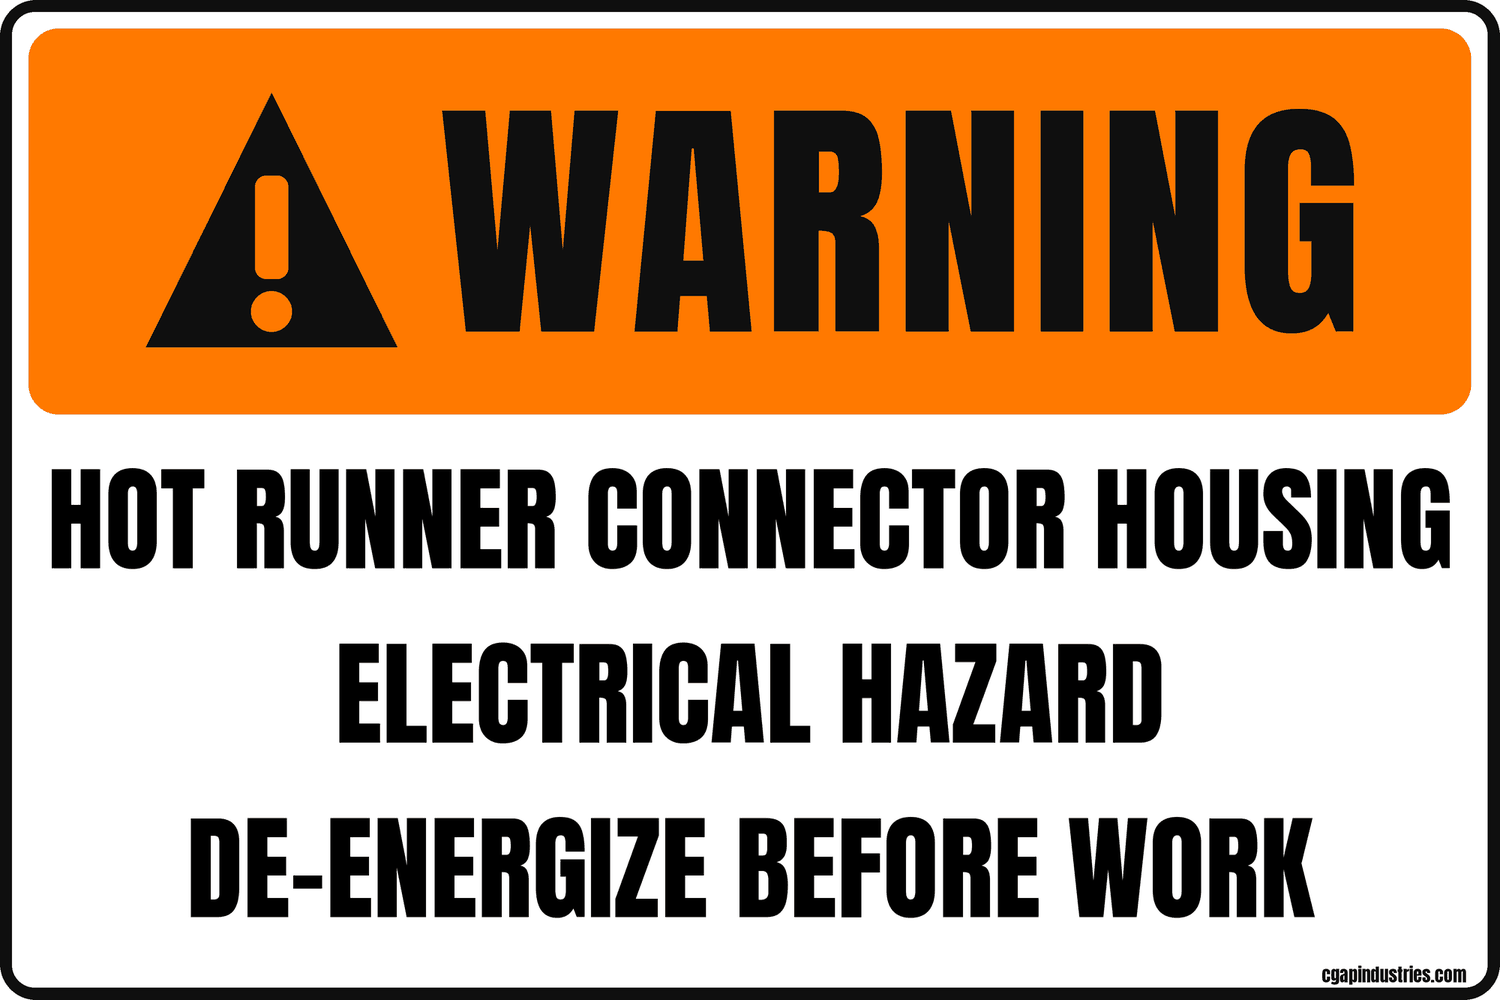 WARNING
HOT RUNNER CONNECTOR HOUSING
ELECTRICAL HAZARD
DE-ENERGIZE BEFORE WORK
cgapindustries.com